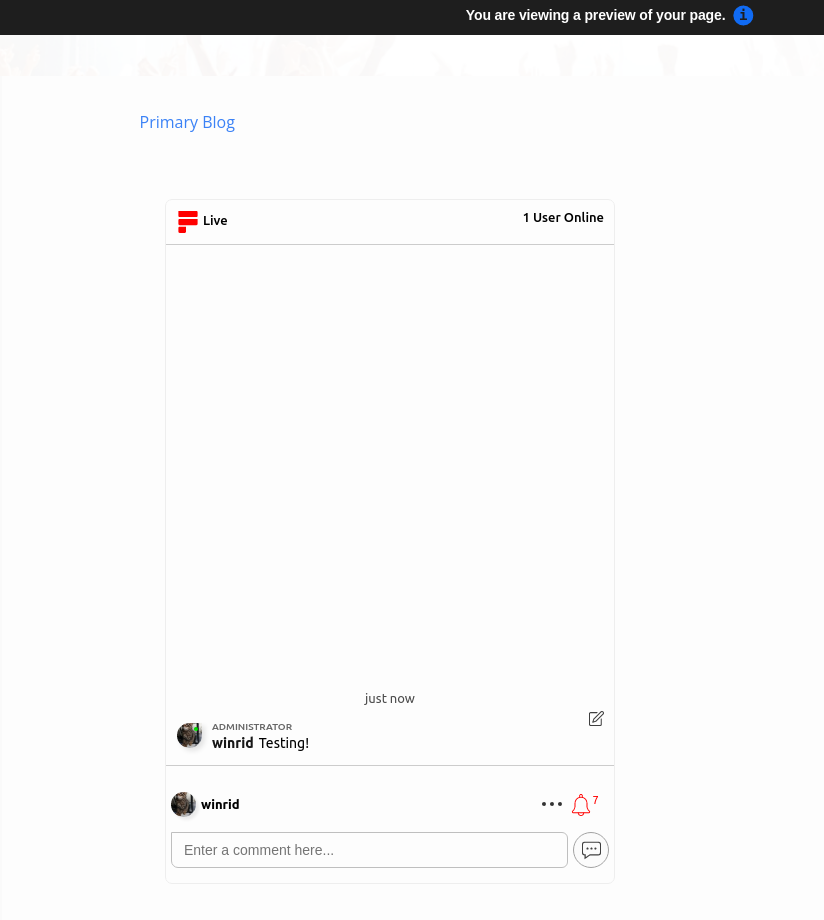 You are viewing a preview of your page. i
Primary Blog
Live
1 User Online
just now
ADMINISTRATOR
winrid Testing!
winrid
7
Enter a comment here...